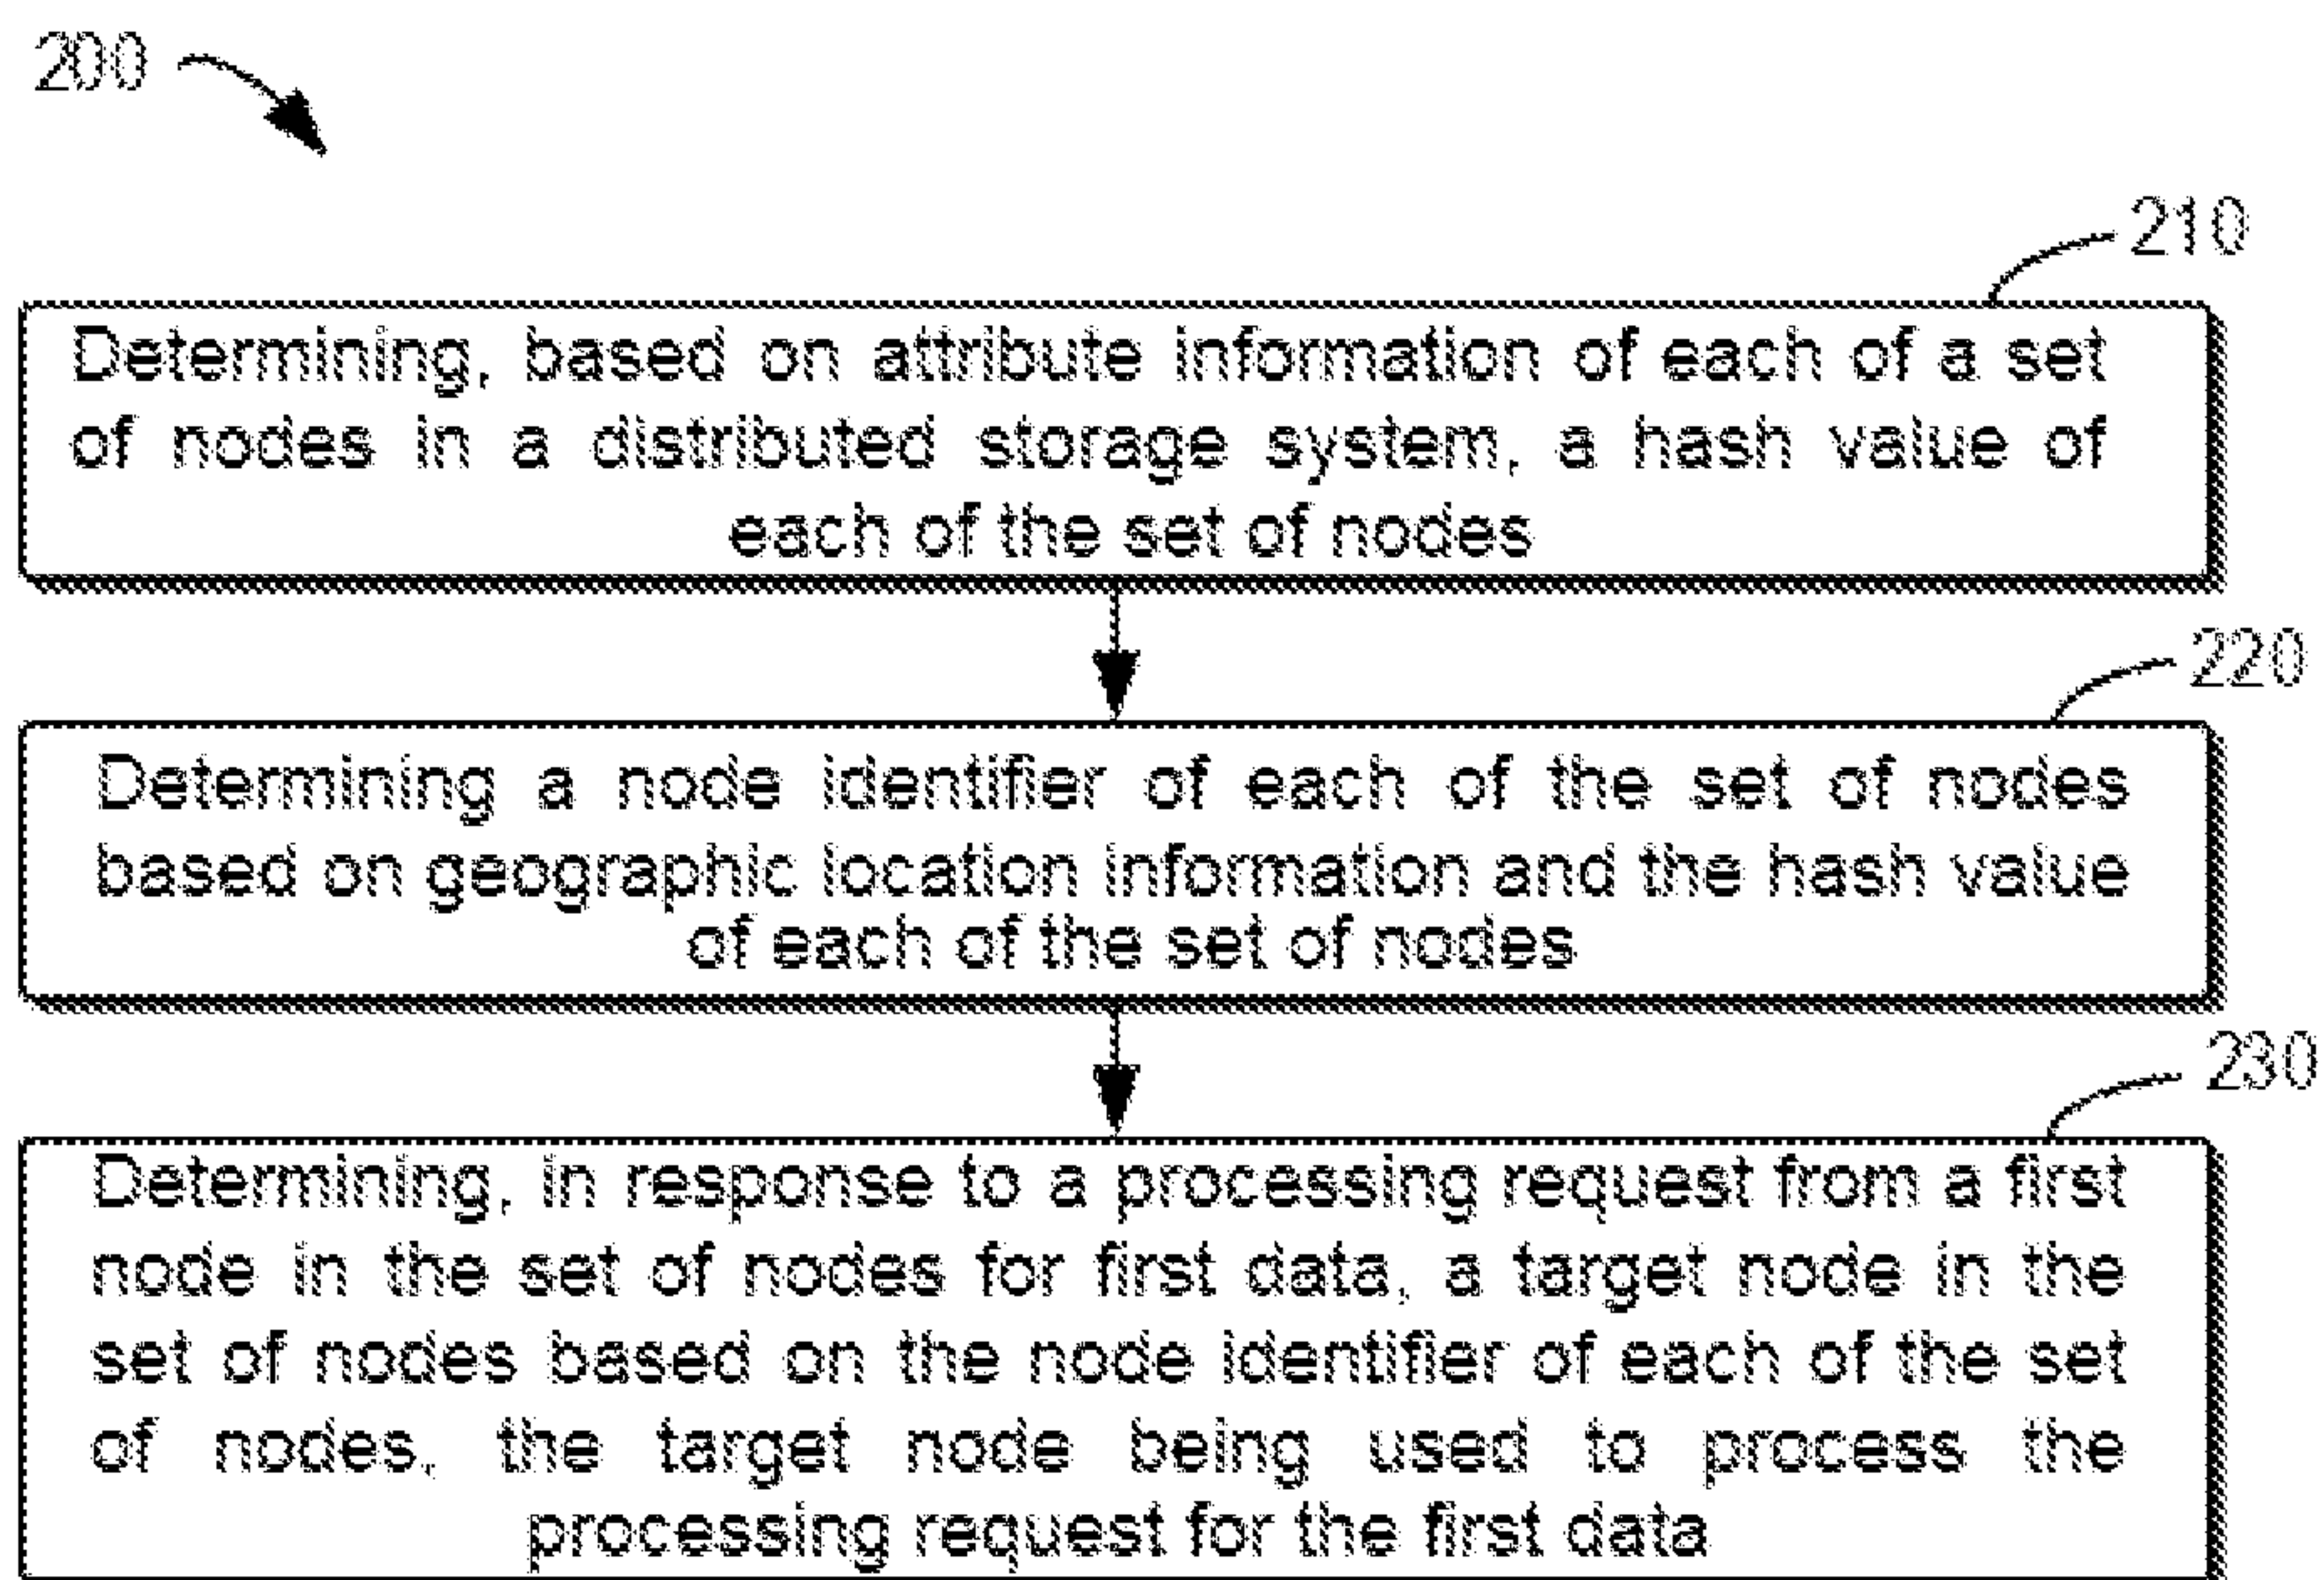 200
210
Determining, based on attribute information of each of a set
of nodes in a distributed storage system, a hash value of
each of the set of nodes
220
Determining a node identifier of each of the set of nodes
based on geographic location information and the hash value
of each of the set of nodes
230
Determining, in response to a processing request from a first
node in the set of nodes for first data, a target node in the
set of nodes based on the node identifier of each of the set
of nodes, the target node being used to process the
processing request for the first data